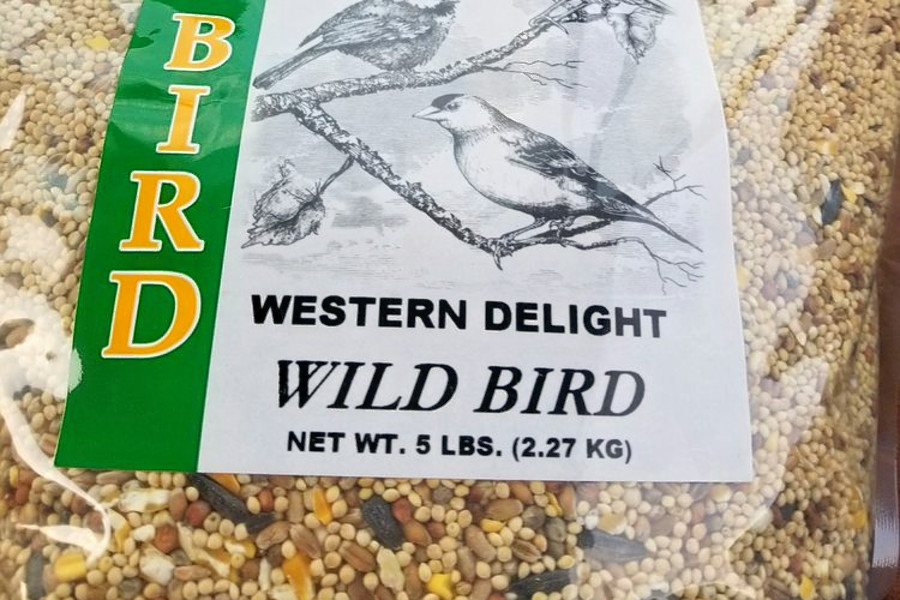 BIRD
WESTERN DELIGHT
WILD BIRD
NET WT. 5 LBS. (2.27 KG)